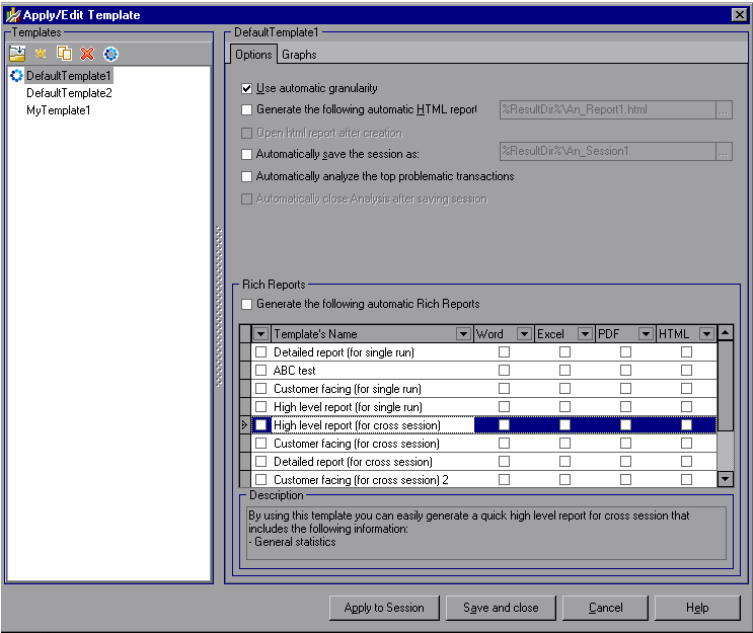 Apply/Edit Template
Templates
DefaultTemplate1
DefaultTemplate2
MyTemplate1
DefaultTemplate1
Options Graphs
Use automatic granularity
Generate the following automatic HTML report %ResultDir%\An_Report1.html ...
Open html report after creation
Automatically save the session as: %ResultDir%\An_Session1 ...
Automatically analyze the top problematic transactions
Automatically close Analysis after saving session
Rich Reports
Generate the following automatic Rich Reports
Template's Name Word Excel PDF HTML
Detailed report (for single run)
ABC test
Customer facing (for single run)
High level report (for single run)
High level report (for cross session)
Customer facing (for cross session)
Detailed report (for cross session)
Customer facing (for cross session) 2
Description
By using this template you can easily generate a quick high level report for cross session that
includes the following information:
- General statistics
Apply to Session Save and close Cancel Help